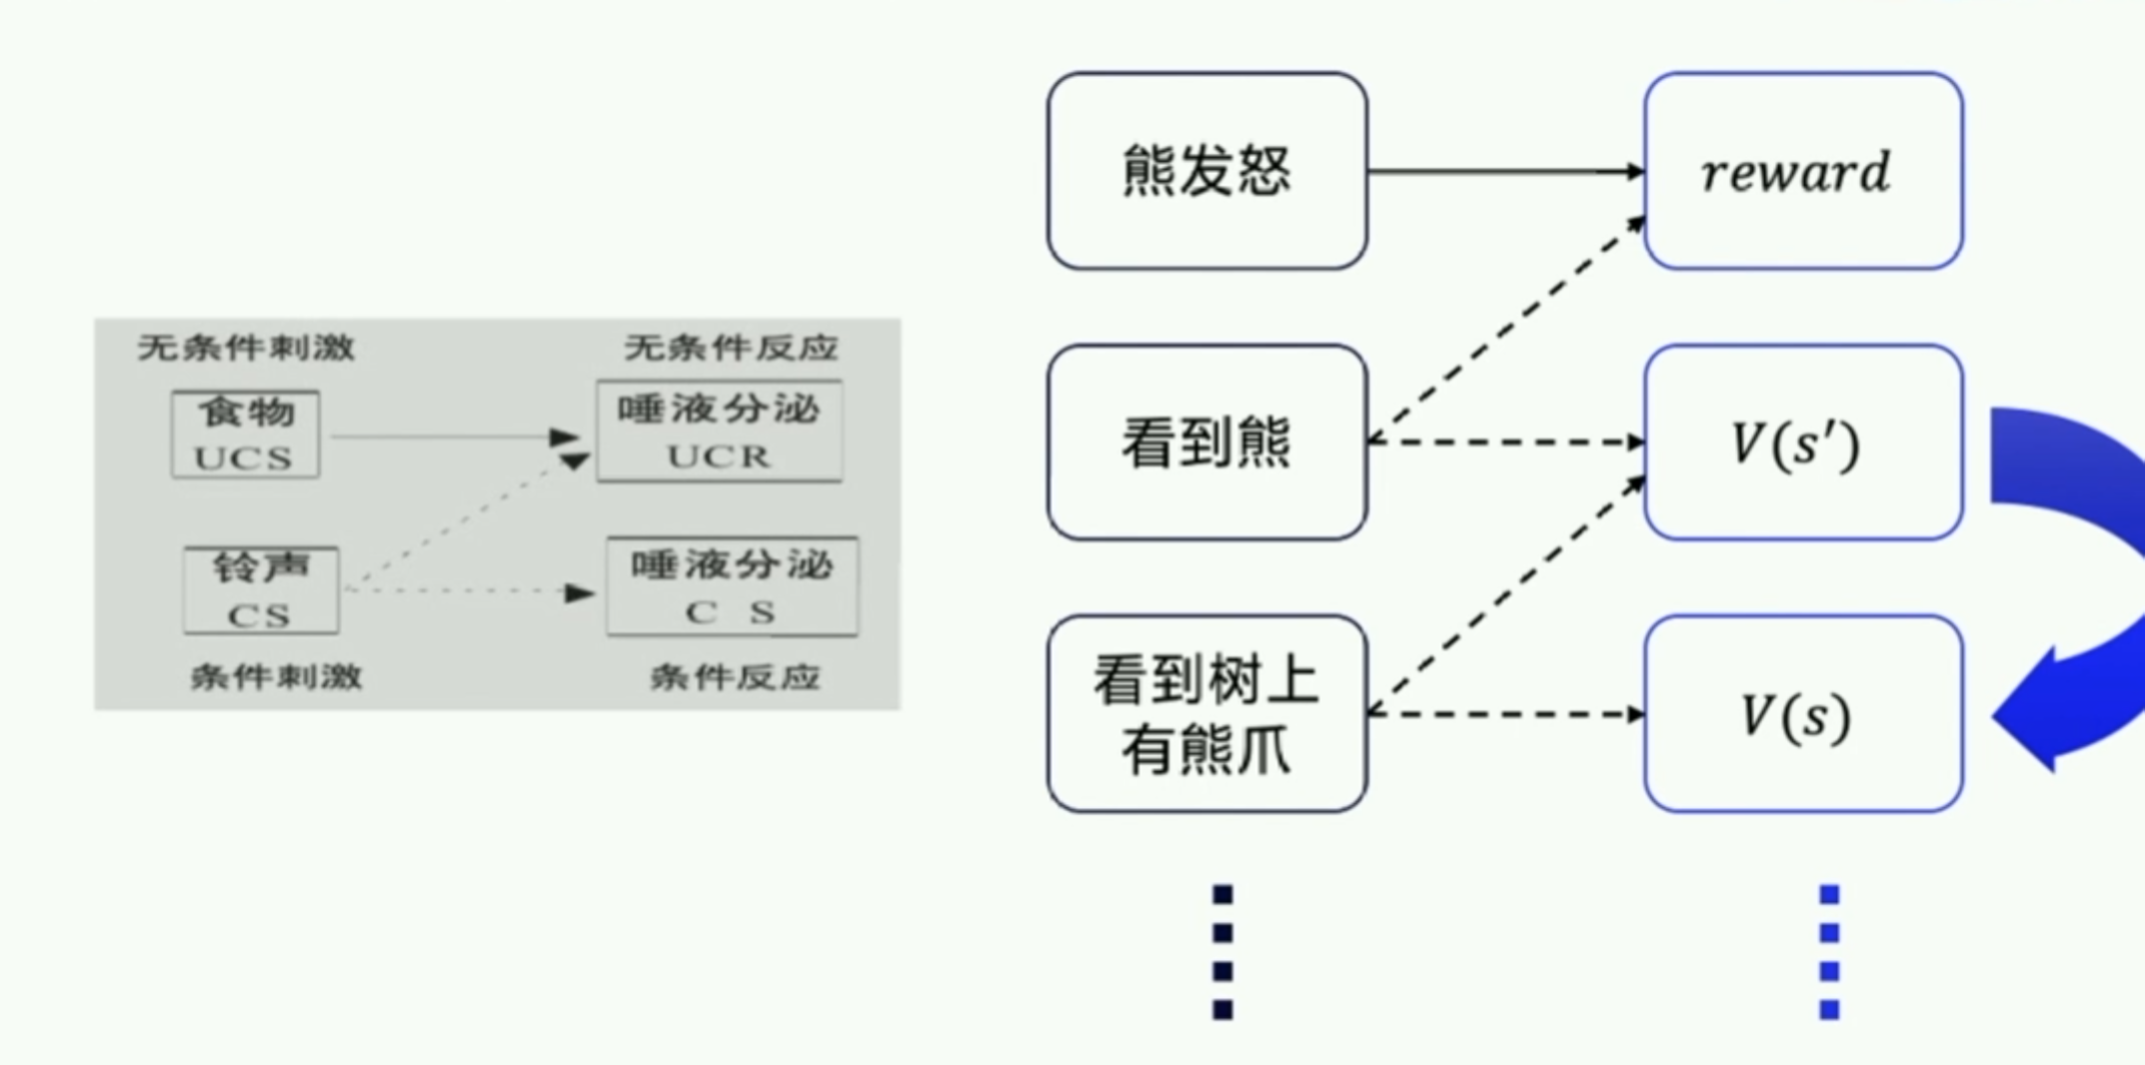 无条件刺激
无条件反应
食物
UCS
唾液分泌
UCR
铃声
CS
唾液分泌
C S
条件刺激
条件反应
熊发怒
reward
看到熊
V(s′)
看到树上
有熊爪
V(s)